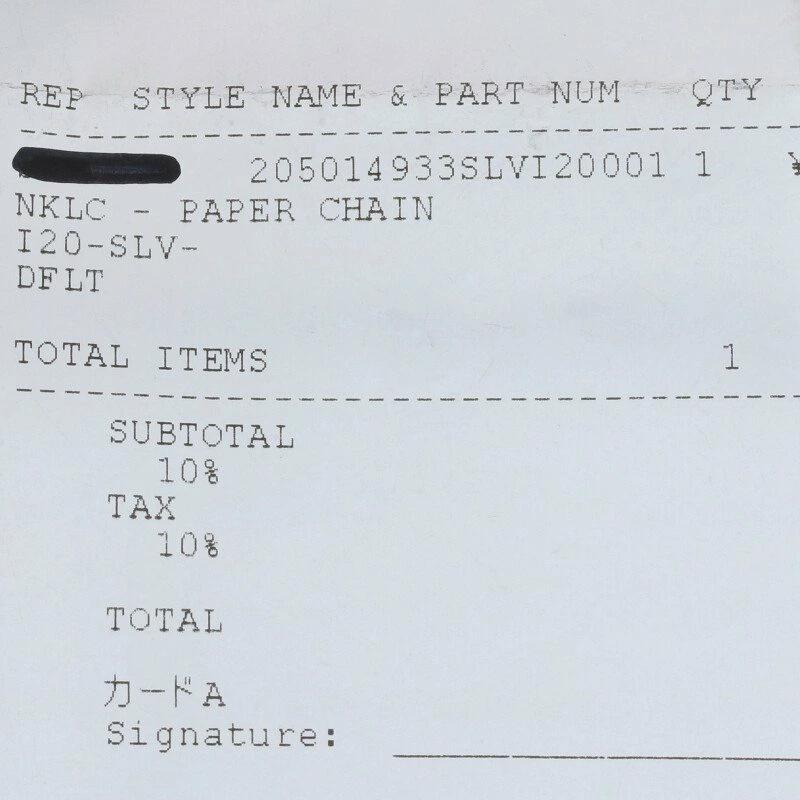 REP STYLE NAME & PART NUM QTY
205014933SLVI20001 1 ¥
NKLC - PAPER CHAIN
I20-SLV-
DFLT
TOTAL ITEMS 1
SUBTOTAL
10%
TAX
10%
TOTAL
カードA
Signature: